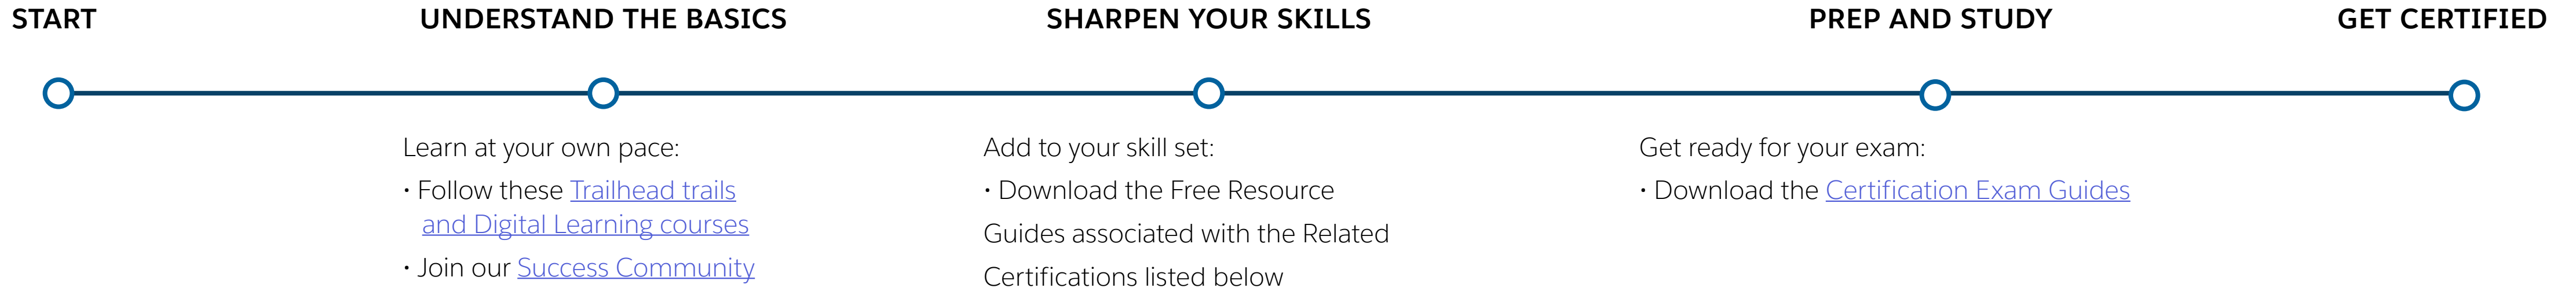 START
UNDERSTAND THE BASICS
SHARPEN YOUR SKILLS
PREP AND STUDY
GET CERTIFIED
Learn at your own pace:
• Follow these Trailhead trails
and Digital Learning courses
• Join our Success Community
Add to your skill set:
• Download the Free Resource
Guides associated with the Related
Certifications listed below
Get ready for your exam:
• Download the Certification Exam Guides